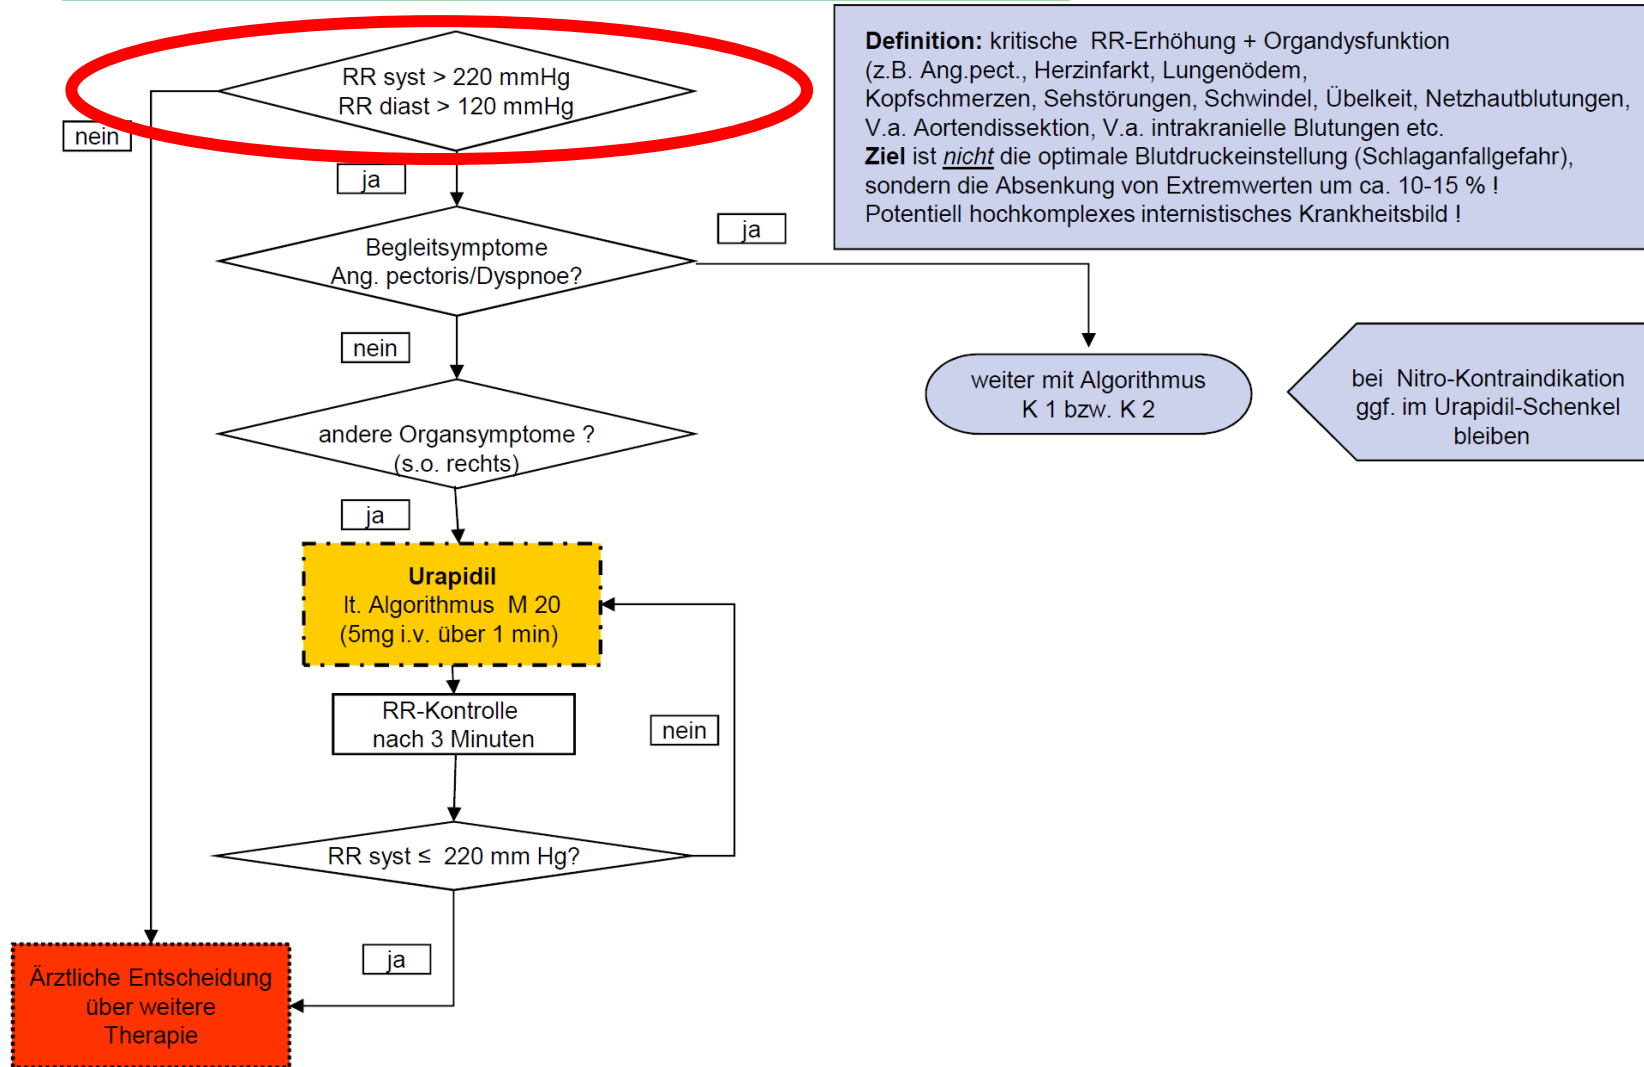 RR syst > 220 mmHg
RR diast > 120 mmHg
nein
ja
Definition: kritische RR-Erhöhung + Organdysfunktion
(z.B. Ang.pect., Herzinfarkt, Lungenödem,
Kopfschmerzen, Sehstörungen, Schwindel, Übelkeit, Netzhautblutungen,
V.a. Aortendissektion, V.a. intrakranielle Blutungen etc.
Ziel ist nicht die optimale Blutdruckeinstellung (Schlaganfallgefahr),
sondern die Absenkung von Extremwerten um ca. 10-15 % !
Potentiell hochkomplexes internistisches Krankheitsbild !
Begleitsymptome
Ang. pectoris/Dyspnoe?
ja
nein
weiter mit Algorithmus
K 1 bzw. K 2
bei Nitro-Kontraindikation
ggf. im Urapidil-Schenkel
bleiben
andere Organsymptome ?
(s.o. rechts)
ja
Urapidil
lt. Algorithmus M 20
(5mg i.v. über 1 min)
RR-Kontrolle
nach 3 Minuten
nein
RR syst ≤ 220 mm Hg?
ja
Ärztliche Entscheidung
über weitere
Therapie